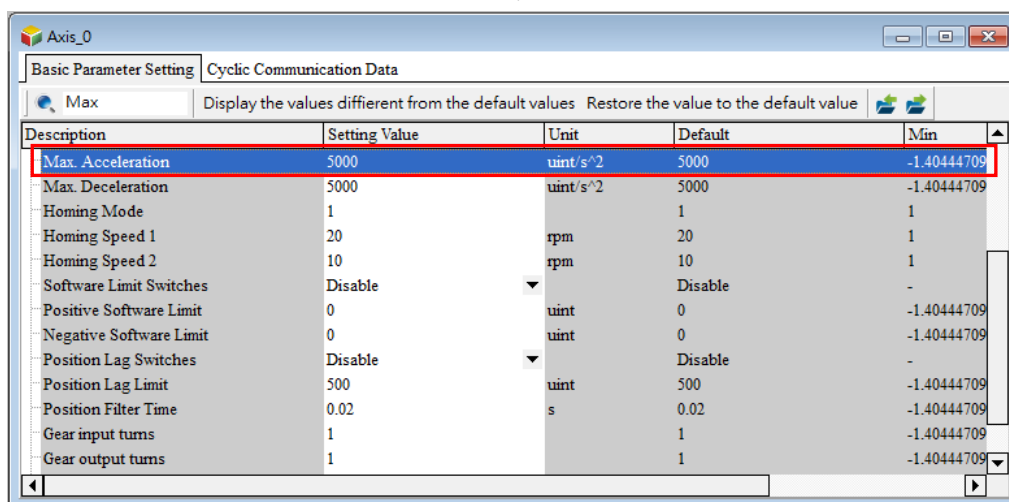 Axis_0
Basic Parameter Setting Cyclic Communication Data
Max Display the values diffierent from the default values Restore the value to the default value
Description Setting Value Unit Default Min
Max. Acceleration 5000 uint/s^2 5000 -1.40444709
Max. Deceleration 5000 uint/s^2 5000 -1.40444709
Homing Mode 1 1 1
Homing Speed 1 20 rpm 20 1
Homing Speed 2 10 rpm 10 1
Software Limit Switches Disable Disable -
Positive Software Limit 0 uint 0 -1.40444709
Negative Software Limit 0 uint 0 -1.40444709
Position Lag Switches Disable Disable -
Position Lag Limit 500 uint 500 -1.40444709
Position Filter Time 0.02 s 0.02 -1.40444709
Gear input turns 1 1 -1.40444709
Gear output turns 1 1 -1.40444709